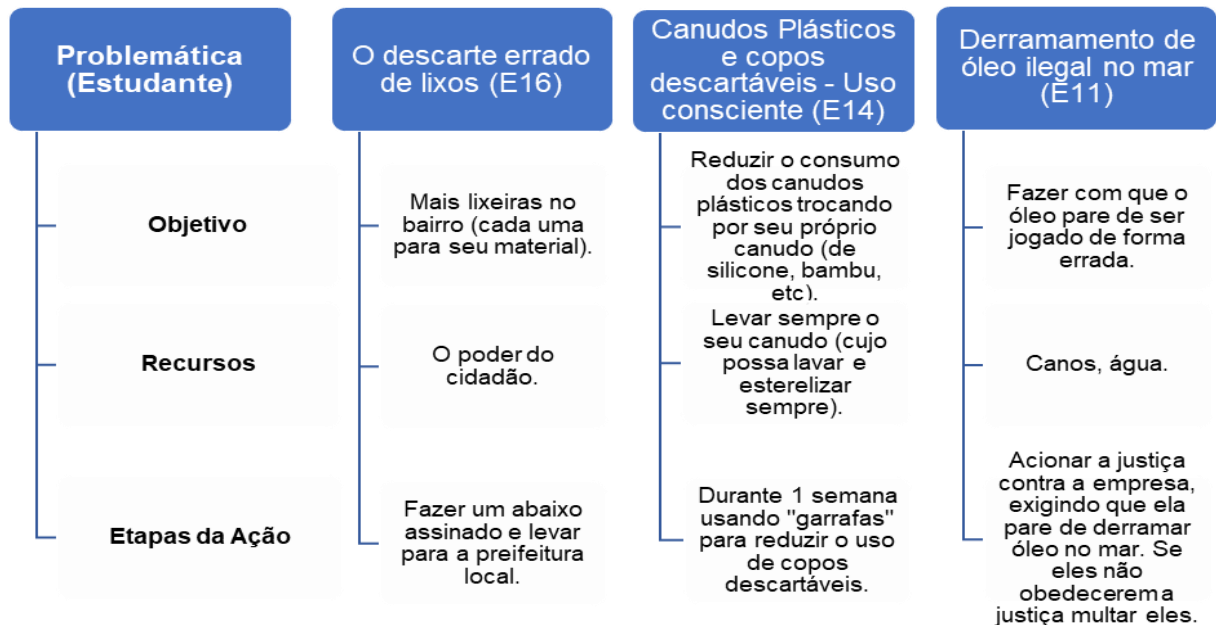 Problemática
(Estudante)
O descarte errado
de lixos (E16)
Canudos Plásticos
e copos
descartáveis - Uso
consciente (E14)
Derramamento de
óleo ilegal no mar
(E11)
Objetivo
Mais lixeiras no
bairro (cada uma
para seu material).
Reduzir o consumo
dos canudos
plásticos trocando
por seu próprio
canudo (de
silicone, bambu,
etc).
Fazer com que o
óleo pare de ser
jogado de forma
errada.
Recursos
O poder do
cidadão.
Levar sempre o
seu canudo (cujo
possa lavar e
esterelizar
sempre).
Canos, água.
Etapas da Ação
Fazer um abaixo
assinado e levar
para a preifeitura
local.
Durante 1 semana
usando "garrafas"
para reduzir o uso
de copos
descartáveis.
Acionar a justiça
contra a empresa,
exigindo que ela
pare de derramar
óleo no mar. Se
eles não
obedecerem a
justiça multar eles.